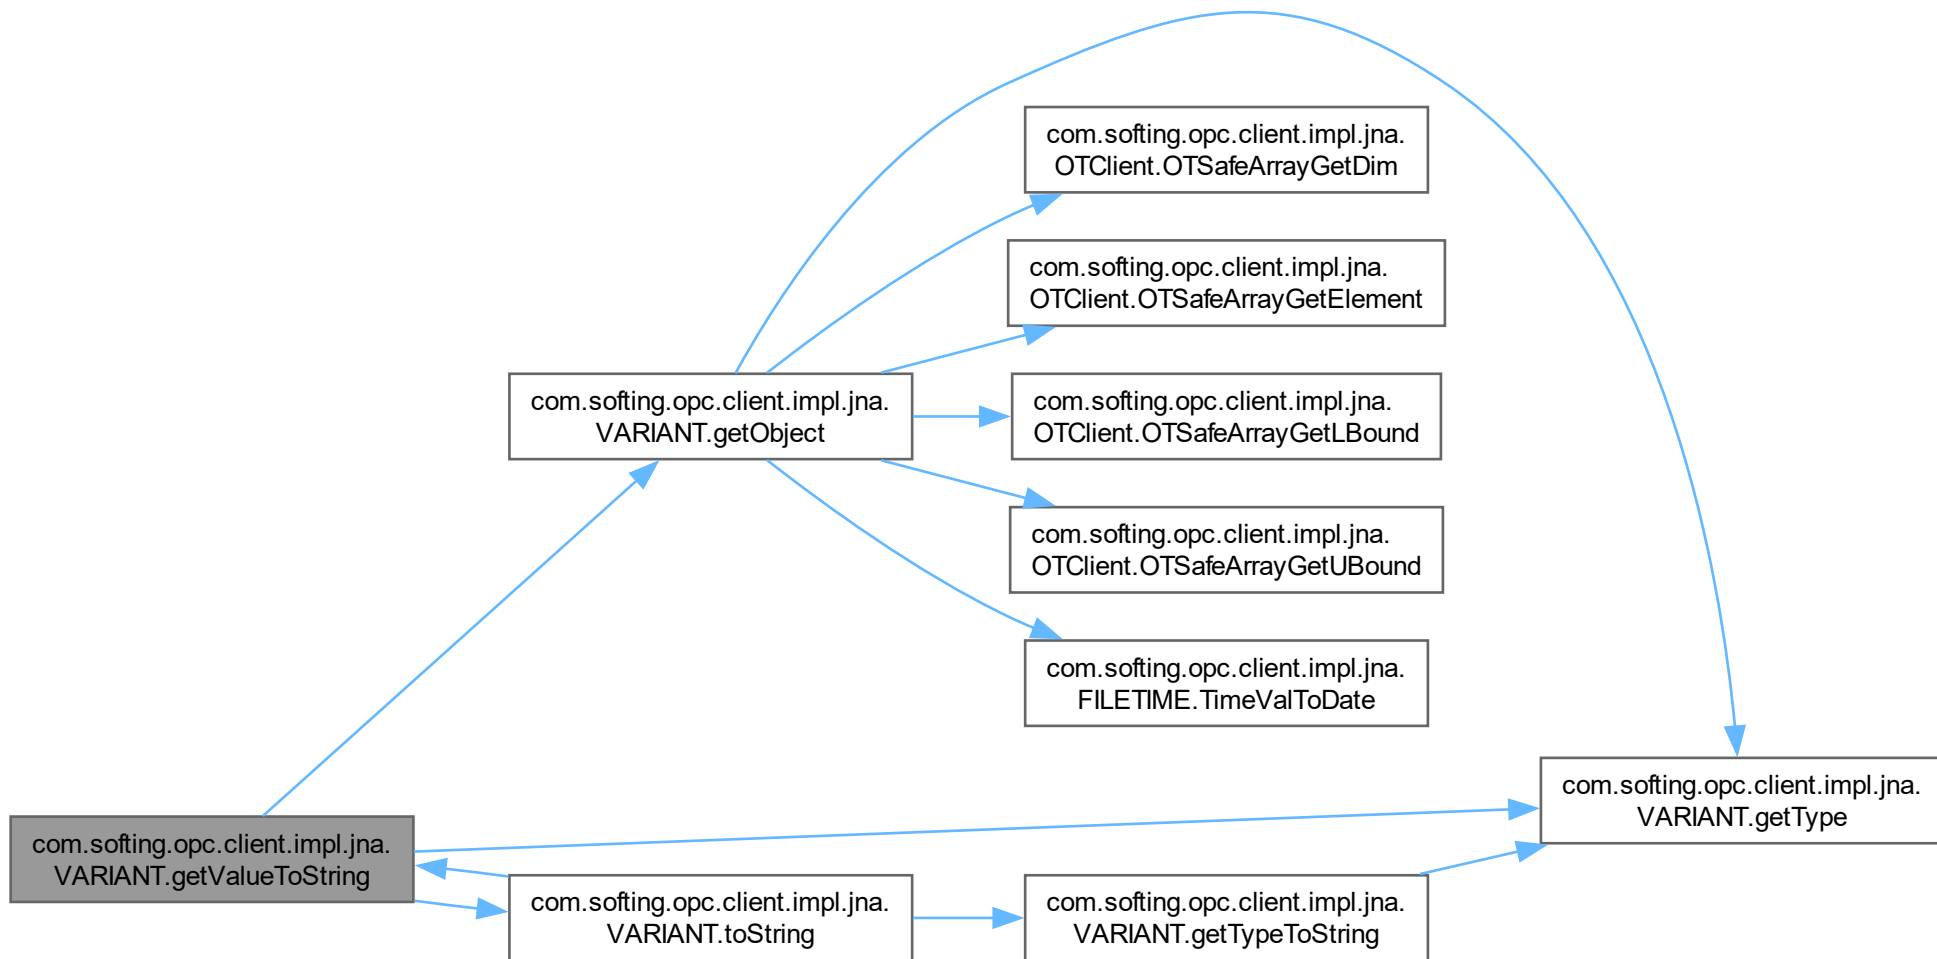 com.softing.opc.client.impl.jna.
OTClient.OTSafeArrayGetDim
com.softing.opc.client.impl.jna.
OTClient.OTSafeArrayGetElement
com.softing.opc.client.impl.jna.
VARIANT.getObject
com.softing.opc.client.impl.jna.
OTClient.OTSafeArrayGetLBound
com.softing.opc.client.impl.jna.
OTClient.OTSafeArrayGetUBound
com.softing.opc.client.impl.jna.
FILETIME.TimeValToDate
com.softing.opc.client.impl.jna.
VARIANT.getType
com.softing.opc.client.impl.jna.
VARIANT.getValueToString
com.softing.opc.client.impl.jna.
VARIANT.toString
com.softing.opc.client.impl.jna.
VARIANT.getTypeToString